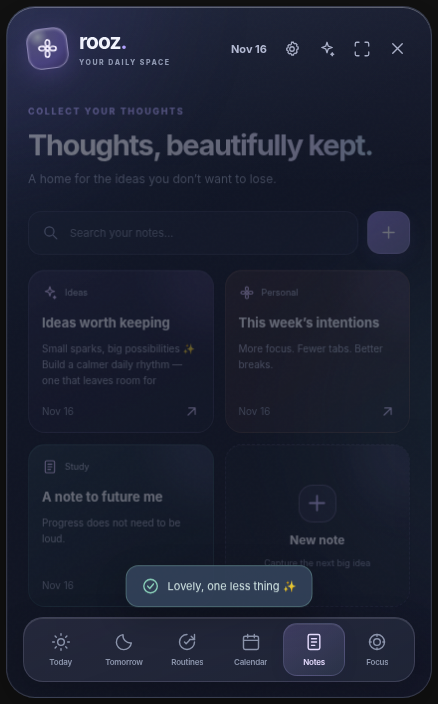 rooz.
YOUR DAILY SPACE
Nov 16
COLLECT YOUR THOUGHTS
Thoughts, beautifully kept.
A home for the ideas you don't want to lose.
Search your notes...
Ideas
Ideas worth keeping
Small sparks, big possibilities ✨
Build a calmer daily rhythm —
one that leaves room for
Nov 16
Personal
This week's intentions
More focus. Fewer tabs. Better
breaks.
Nov 16
Study
A note to future me
Progress does not need to be
loud.
Nov 16
New note
Capture the next big idea
Lovely, one less thing ✨
Today
Tomorrow
Routines
Calendar
Notes
Focus